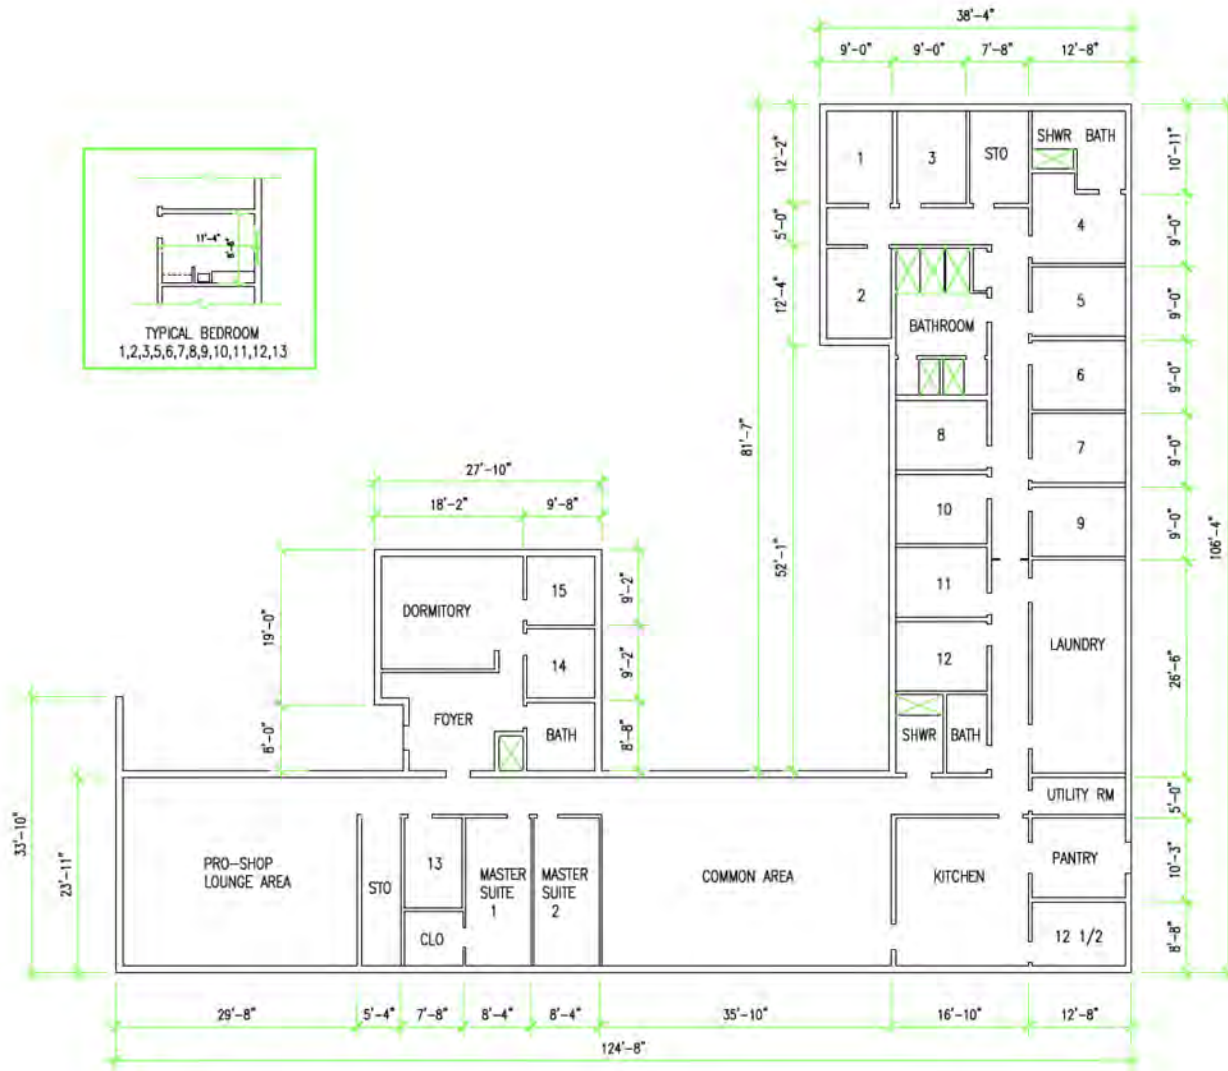 38'-4"
9'-0" 9'-0" 7'-8" 12'-8"
12'-2"
5'-0"
12'-4"
81'-7"
52'-1"
1
3
STO
SHWR BATH
4
2
BATHROOM
5
6
7
8
9
10
11
12
LAUNDRY
SHWR BATH
UTILITY RM
PANTRY
KITCHEN
12 1/2
10'-11"
9'-0"
9'-0"
9'-0"
9'-0"
9'-0"
26'-6"
5'-0"
10'-3"
8'-8"
106'-4"
11'-4"
TYPICAL BEDROOM
1,2,3,5,6,7,8,9,10,11,12,13
27'-10"
18'-2" 9'-8"
19'-0"
8'-0"
DORMITORY
15
14
FOYER
BATH
9'-2"
9'-2"
8'-8"
33'-10"
23'-11"
PRO-SHOP
LOUNGE AREA
STO
13
CLO
MASTER
SUITE
1
MASTER
SUITE
2
COMMON AREA
29'-8" 5'-4" 7'-8" 8'-4" 8'-4" 35'-10" 16'-10" 12'-8"
124'-8"